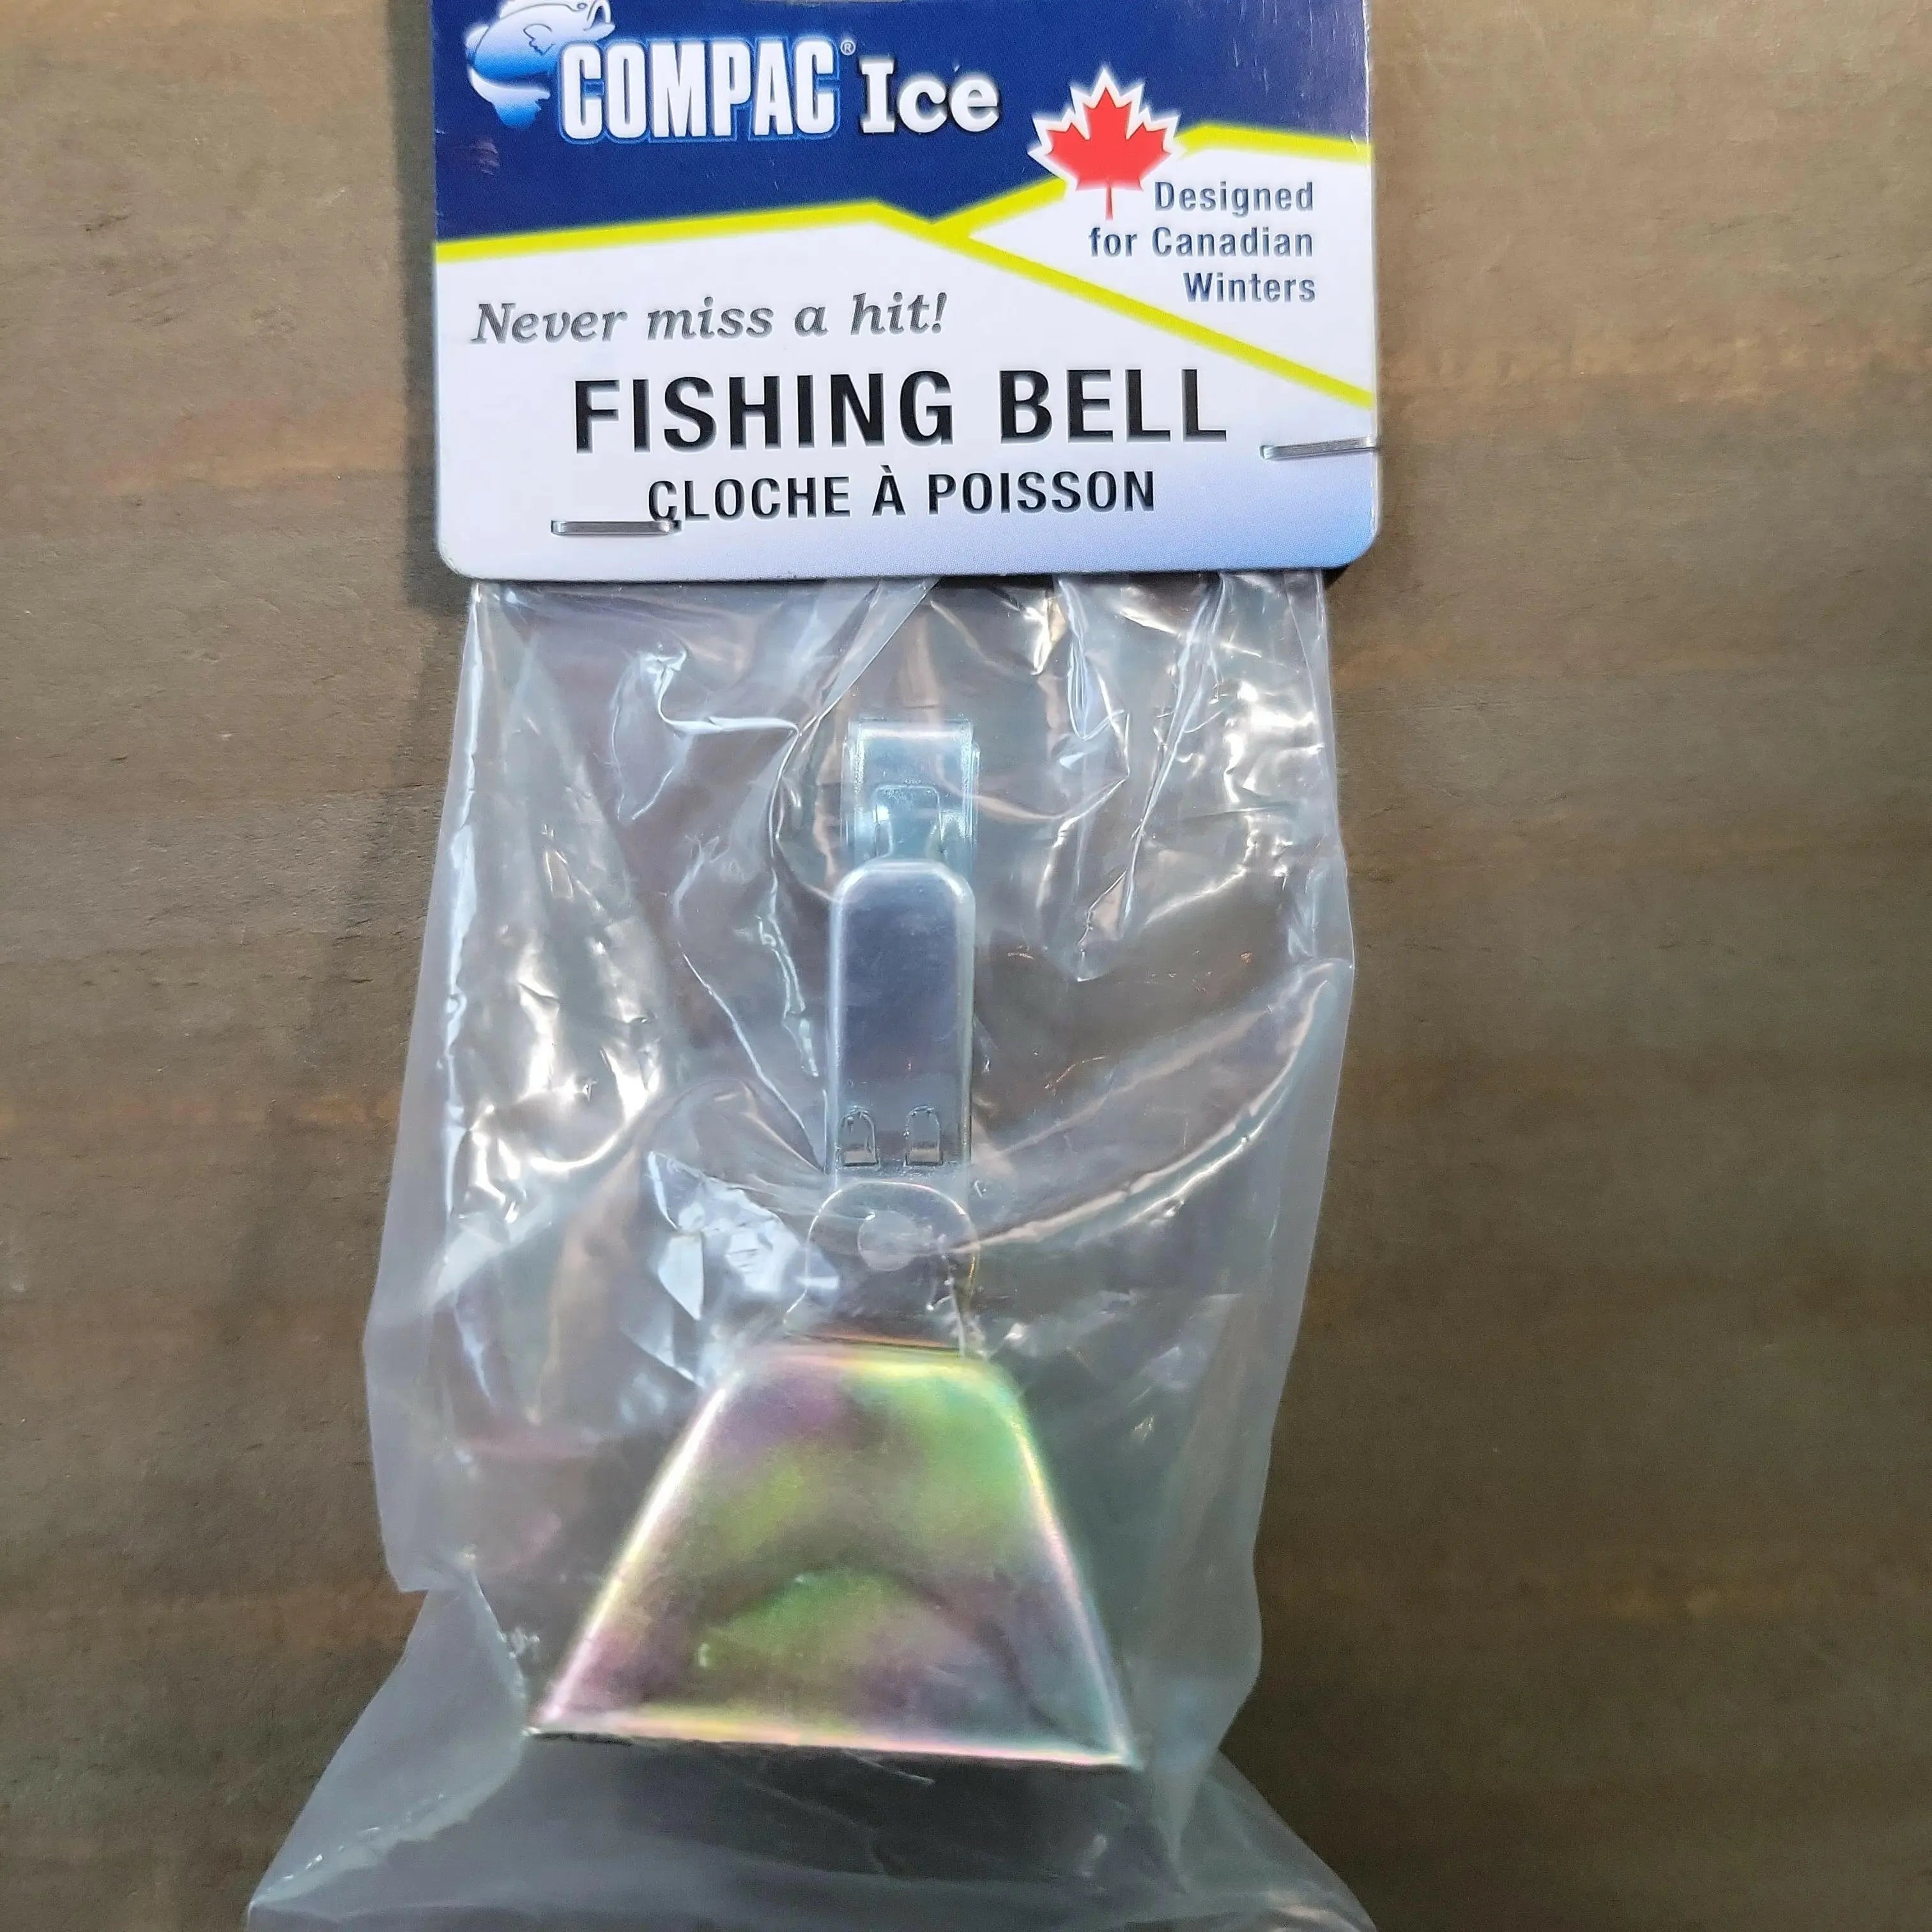 COMPAC® Ice
Designed
for Canadian
Winters
Never miss a hit!
FISHING BELL
CLOCHE À POISSON